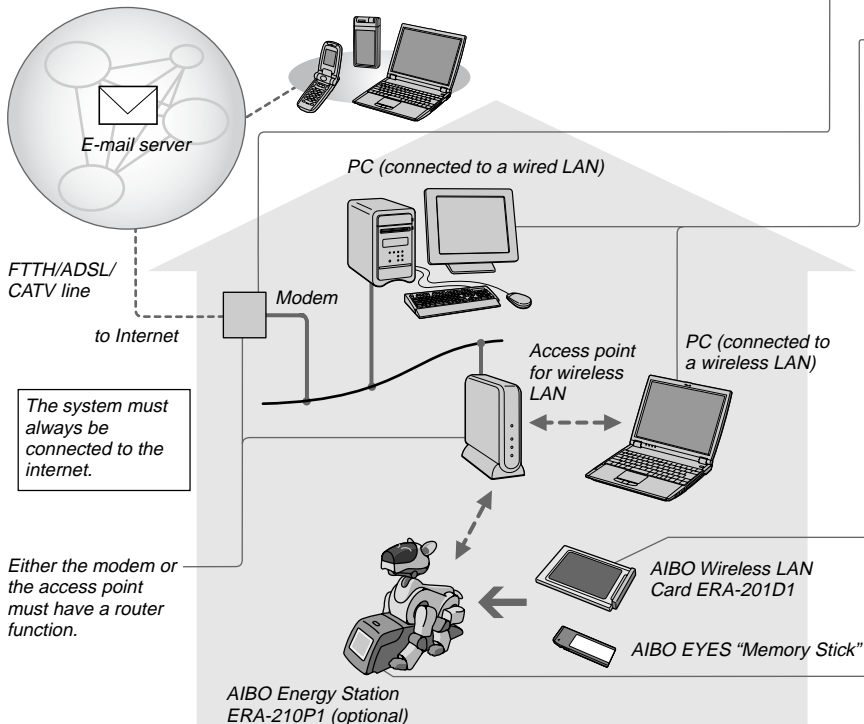 E-mail server
PC (connected to a wired LAN)
FTTH/ADSL/
CATV line
Modem
to Internet
Access point
for wireless
LAN
PC (connected to
a wireless LAN)
The system must
always be
connected to the
internet.
Either the modem or
the access point
must have a router
function.
AIBO Wireless LAN
Card ERA-201D1
AIBO EYES “Memory Stick”
AIBO Energy Station
ERA-210P1 (optional)